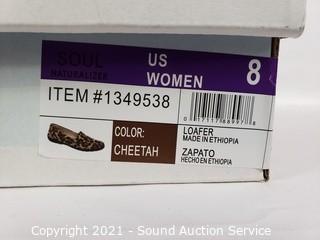 SOUL
NATURALIZER
US
WOMEN
8
ITEM #1349538
COLOR:
CHEETAH
LOAFER
MADE IN ETHIOPIA
ZAPATO
HECHO EN ETHIOPIA
Copyright 2021 - Sound Auction Service